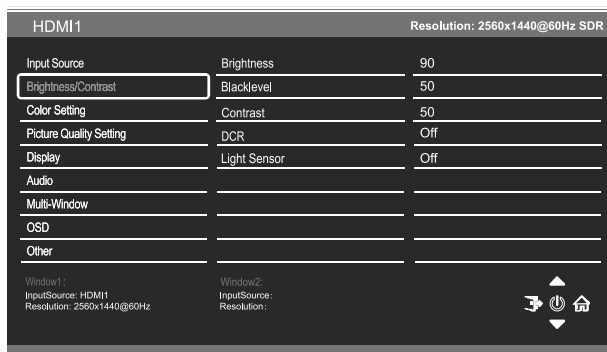 HDMI1 Resolution: 2560x1440@60Hz SDR
Input Source Brightness 90
Brightness/Contrast Blacklevel 50
Color Setting Contrast 50
Picture Quality Setting DCR Off
Display Light Sensor Off
Audio
Multi-Window
OSD
Other
Window1: Window2:
InputSource: HDMI1 InputSource:
Resolution: 2560x1440@60Hz Resolution: